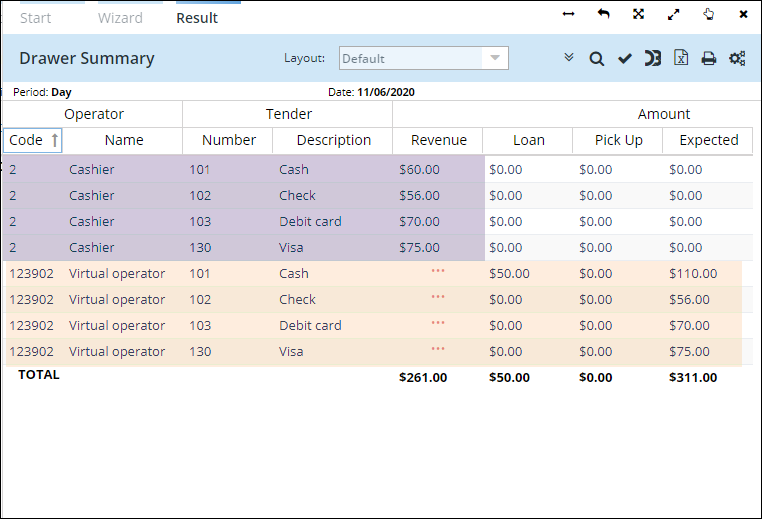 Start Wizard Result
Drawer Summary Layout: Default
Period: Day Date: 11/06/2020
Operator Tender Amount
Code Name Number Description Revenue Loan Pick Up Expected
2 Cashier 101 Cash $60.00 $0.00 $0.00 $0.00
2 Cashier 102 Check $56.00 $0.00 $0.00 $0.00
2 Cashier 103 Debit card $70.00 $0.00 $0.00 $0.00
2 Cashier 130 Visa $75.00 $0.00 $0.00 $0.00
123902 Virtual operator 101 Cash ... $50.00 $0.00 $110.00
123902 Virtual operator 102 Check ... $0.00 $0.00 $56.00
123902 Virtual operator 103 Debit card ... $0.00 $0.00 $70.00
123902 Virtual operator 130 Visa ... $0.00 $0.00 $75.00
TOTAL $261.00 $50.00 $0.00 $311.00